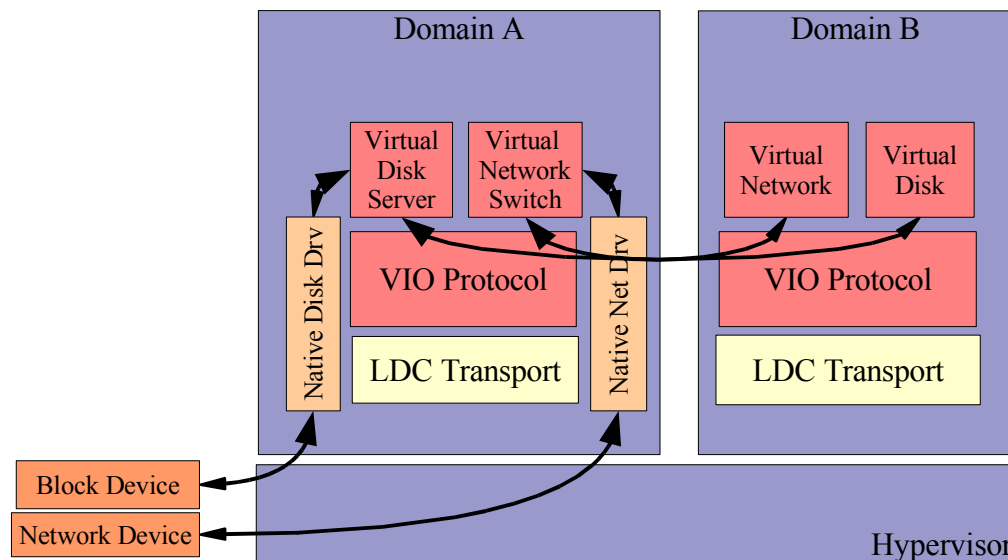 Domain A
Domain B
Virtual
Disk
Server
Virtual
Network
Switch
Virtual
Network
Virtual
Disk
Native Disk Drv
VIO Protocol
Native Net Drv
VIO Protocol
LDC Transport
LDC Transport
Block Device
Network Device
Hypervisor